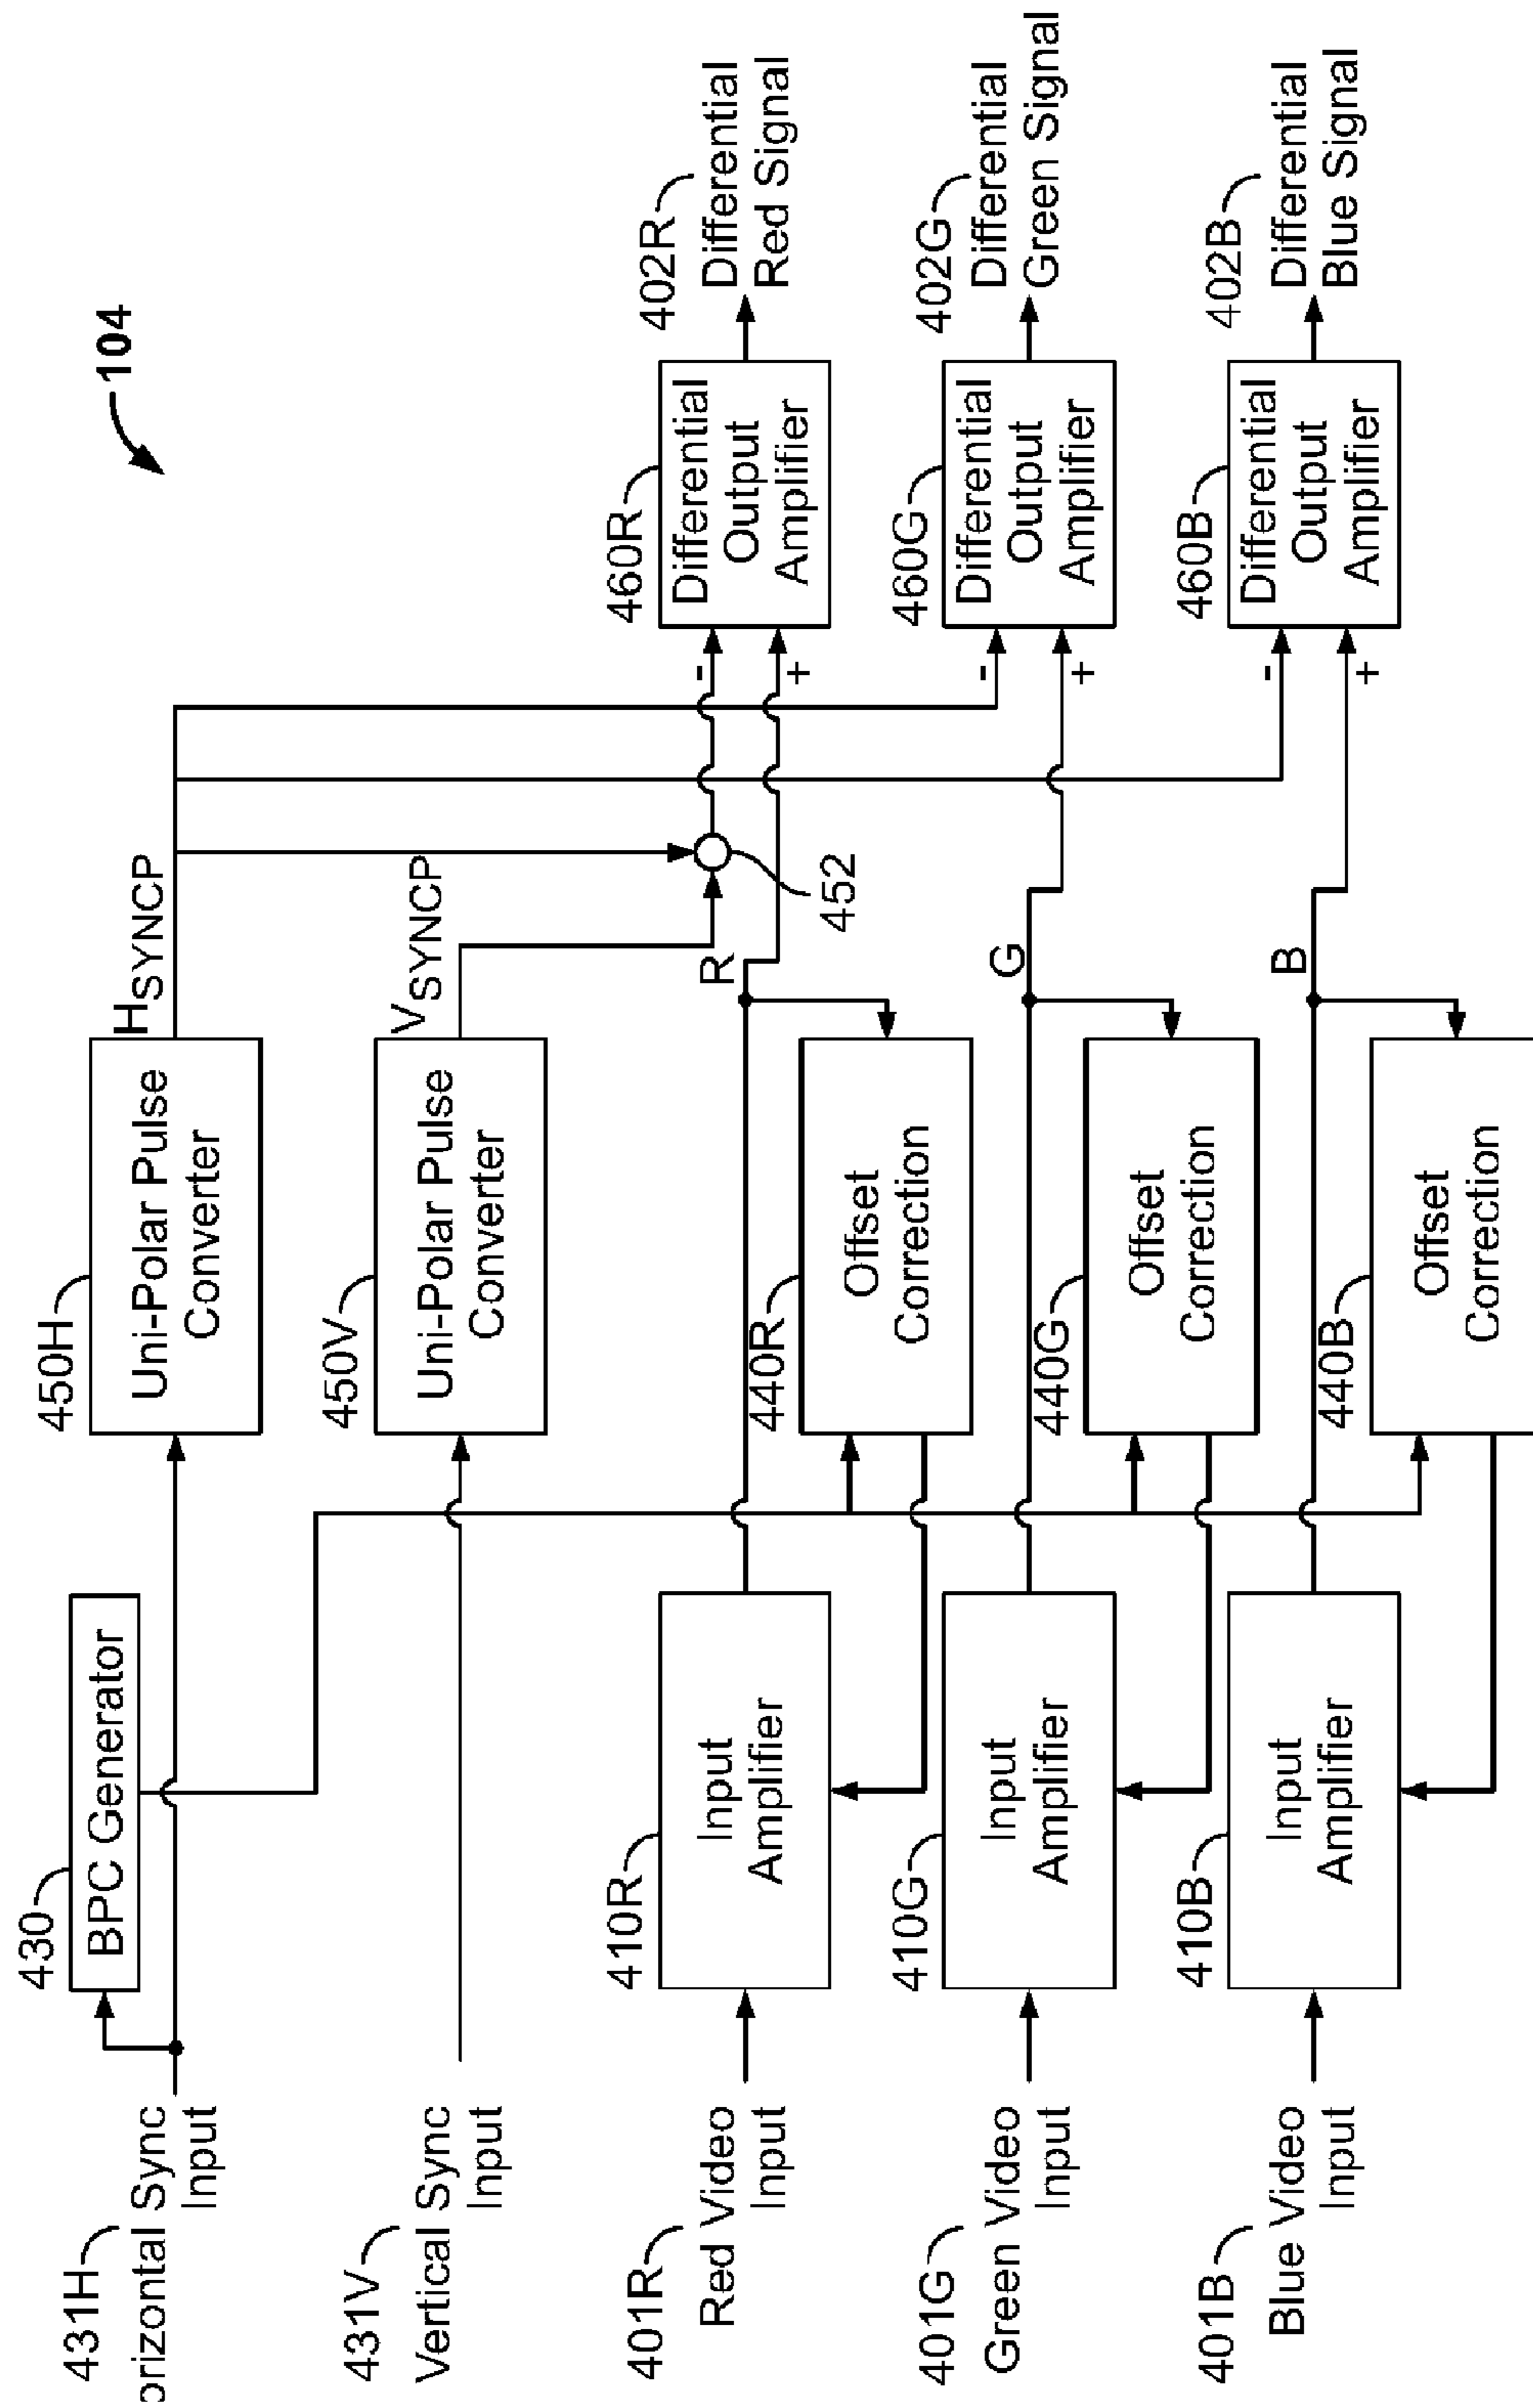 104
431H
orizontal Sync
Input
430
BPC Generator
450H
Uni-Polar Pulse
Converter
HSYNCP
431V
Vertical Sync
Input
450V
Uni-Polar Pulse
Converter
VSYNCP
452
401R
Red Video
Input
410R
Input
Amplifier
440R
Offset
Correction
R
-
+
460R
Differential
Output
Amplifier
402R
Differential
Red Signal
401G
Green Video
Input
410G
Input
Amplifier
440G
Offset
Correction
G
-
+
460G
Differential
Output
Amplifier
402G
Differential
Green Signal
401B
Blue Video
Input
410B
Input
Amplifier
440B
Offset
Correction
B
-
+
460B
Differential
Output
Amplifier
402B
Differential
Blue Signal